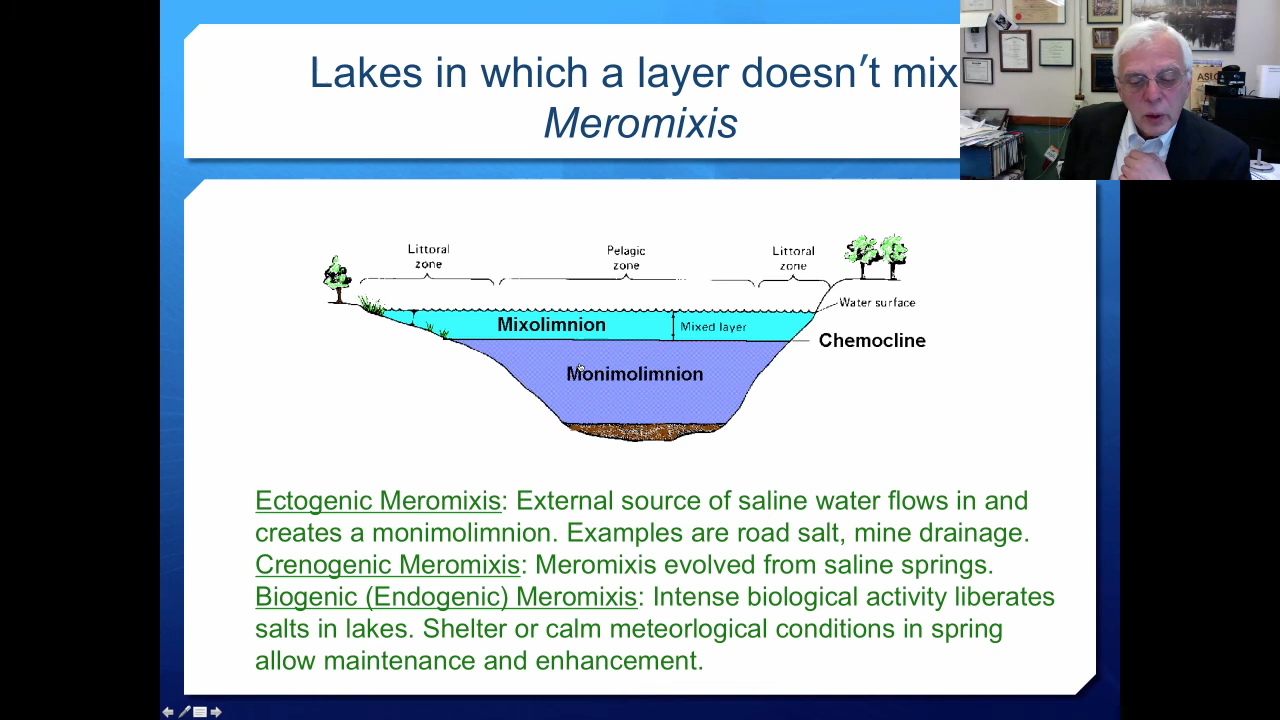 Lakes in which a layer doesn′t mix
Meromixis
Littoral
zone
Pelagic
zone
Littoral
zone
Water surface
Mixolimnion
Mixed layer
Chemocline
Monimolimnion
Ectogenic Meromixis: External source of saline water flows in and
creates a monimolimnion. Examples are road salt, mine drainage.
Crenogenic Meromixis: Meromixis evolved from saline springs.
Biogenic (Endogenic) Meromixis: Intense biological activity liberates
salts in lakes. Shelter or calm meteorlogical conditions in spring
allow maintenance and enhancement.